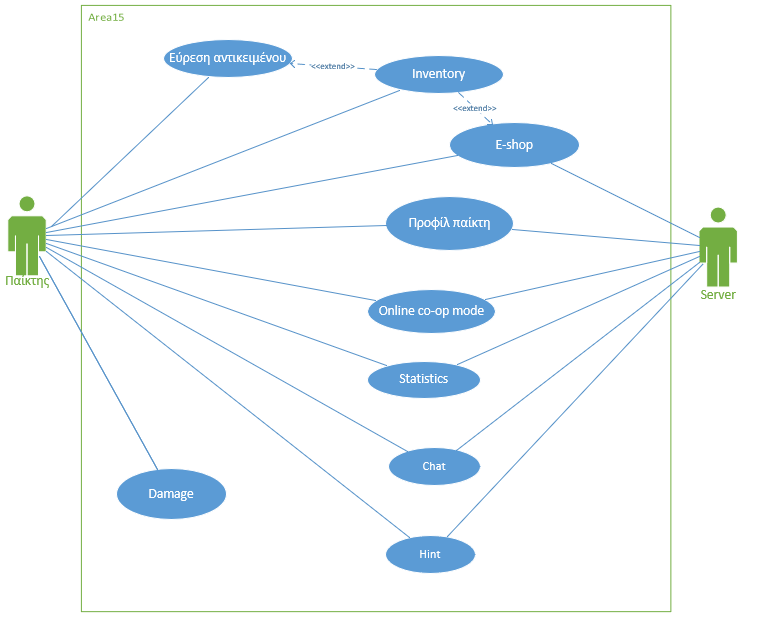 Area15
Εύρεση αντικειμένου
<<extend>>
Inventory
<<extend>>
E-shop
Προφίλ παίκτη
Παίκτης
Server
Online co-op mode
Statistics
Chat
Damage
Hint